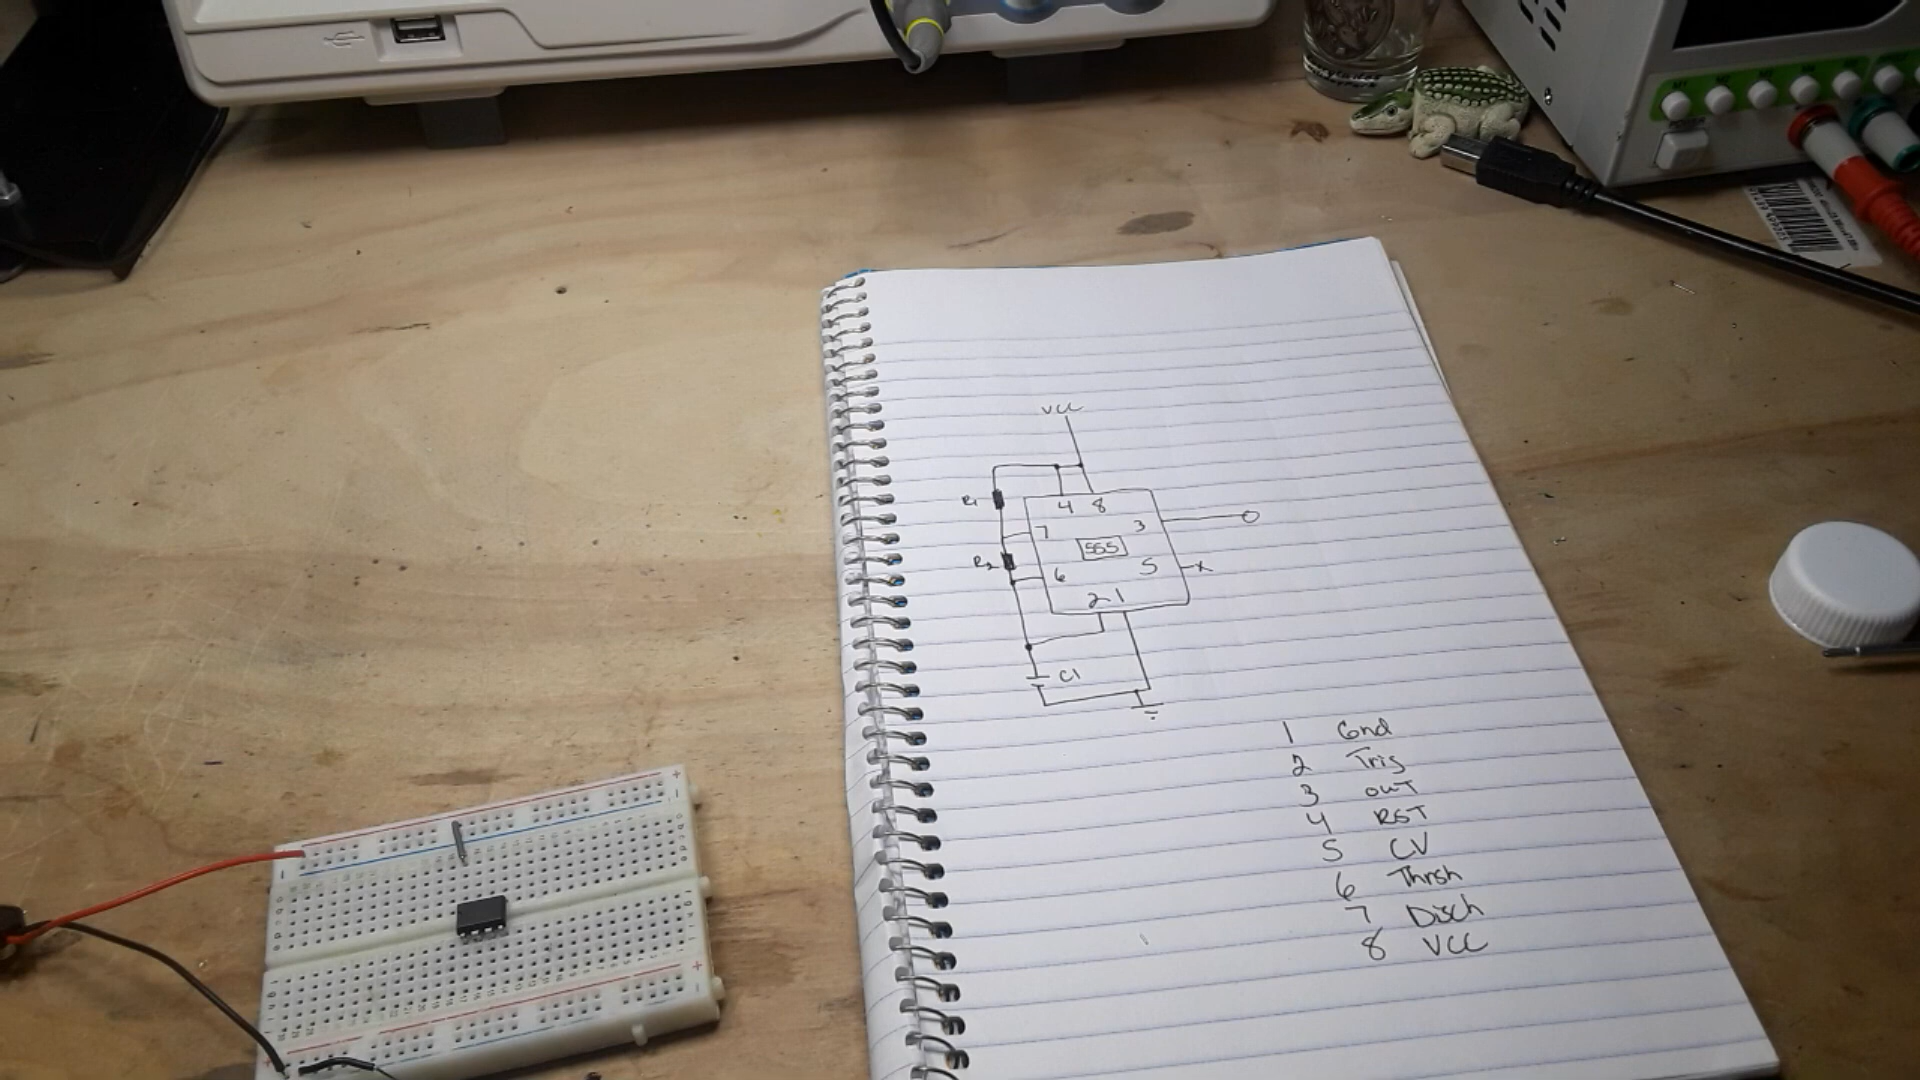 VCC
R1
4 8
7
3
555
R2
6
5
x
2 1
C1
1 Gnd
2 Trig
3 out
4 RST
5 CV
6 Thrsh
7 Disch
8 VCC